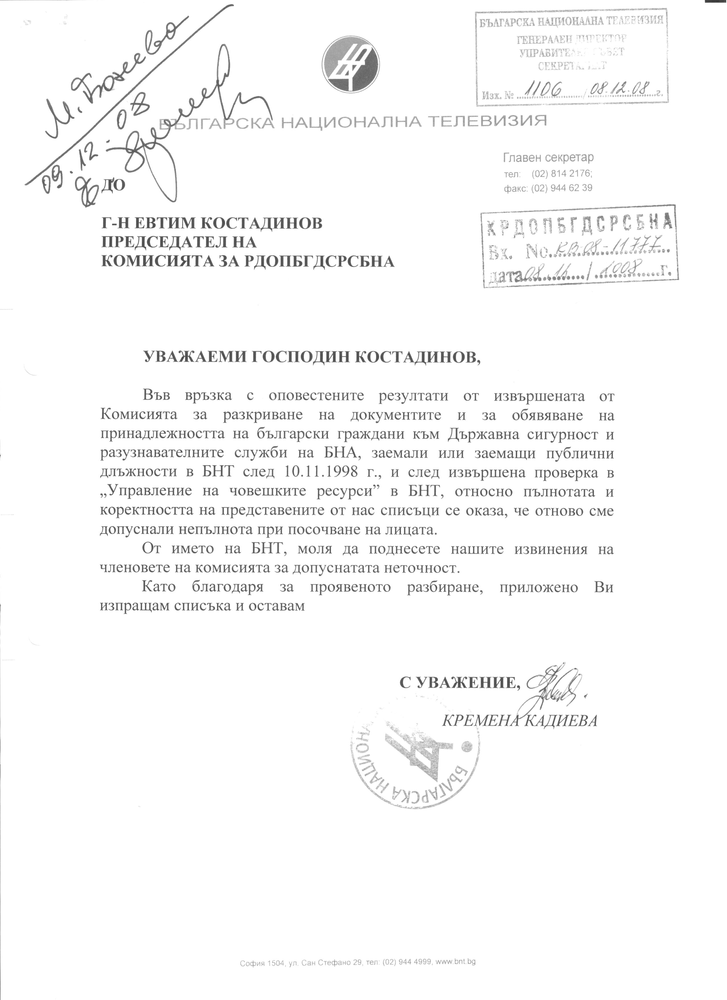 М. Божеева
09.12.08
БЪЛГАРСКА НАЦИОНАЛНА ТЕЛЕВИЗИЯ
ГЕНЕРАЛЕН ДИРЕКТОР
УПРАВИТЕЛЕН СЪВЕТ
СЕКРЕТАРИАТ
Изх. № 1106 / 08.12.08 г.
БЪЛГАРСКА НАЦИОНАЛНА ТЕЛЕВИЗИЯ
Главен секретар
тел: (02) 814 2176;
факс: (02) 944 62 39
ДО
Г-Н ЕВТИМ КОСТАДИНОВ
ПРЕДСЕДАТЕЛ НА
КОМИСИЯТА ЗА РДОПБГДСРСБНА
КРДОПБГДСРСБНА
Вх. No. КВ-08-11777
дата 08.12 / 2008 г.
УВАЖАЕМИ ГОСПОДИН КОСТАДИНОВ,
Във връзка с оповестените резултати от извършената от
Комисията за разкриване на документите и за обявяване на
принадлежността на български граждани към Държавна сигурност и
разузнавателните служби на БНА, заемали или заемащи публични
длъжности в БНТ след 10.11.1998 г., и след извършена проверка в
„Управление на човешките ресурси” в БНТ, относно пълнотата и
коректността на представените от нас списъци се оказа, че отново сме
допуснали непълнота при посочване на лицата.
От името на БНТ, моля да поднесете нашите извинения на
членовете на комисията за допуснатата неточност.
Като благодаря за проявеното разбиране, приложено Ви
изпращам списъка и оставам
С УВАЖЕНИЕ,
КРЕМЕНА КАДИЕВА
БЪЛГАРСКА НАЦИОН
София 1504, ул. Сан Стефано 29, тел: (02) 944 4999, www.bnt.bg